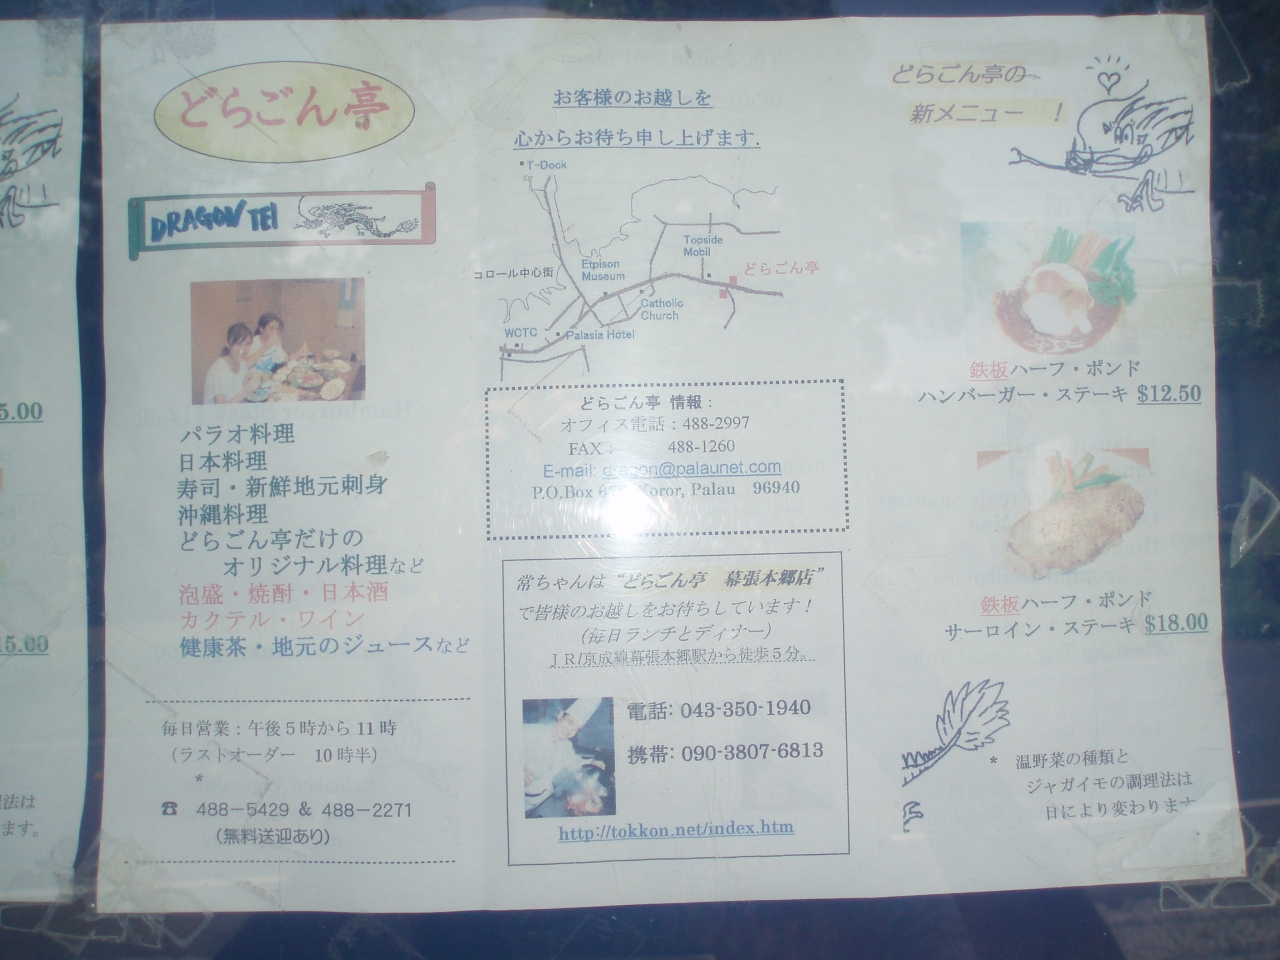 どらごん亭
DRAGON TEI
パラオ料理
日本料理
寿司・新鮮地元刺身
沖縄料理
どらごん亭だけの
オリジナル料理など
泡盛・焼酎・日本酒
カクテル・ワイン
健康茶・地元のジュースなど
毎日営業：午後５時から 11 時
（ラストオーダー 10 時半）
*
☎ 488－5429 & 488－2271
（無料送迎あり）
お客様のお越しを
心からお待ち申し上げます.
T-Dock
Topside
Mobil
どらごん亭
Etpison
Museum
コロール中心街
Catholic
Church
WCTC
Palasia Hotel
どらごん亭 情報：
オフィス電話：488-2997
FAX： 488-1260
E-mail: dragon@palaunet.com
P.O.Box Koror, Palau 96940
常ちゃんは “どらごん亭 幕張本郷店”
で皆様のお越しをお待ちしています！
（毎日ランチとディナー）
ＪＲ/京成線幕張本郷駅から徒歩５分。
電話: 043-350-1940
携帯: 090-3807-6813
http://tokkon.net/index.htm
どらごん亭の
新メニュー ！
鉄板ハーフ・ポンド
ハンバーガー・ステーキ $12.50
鉄板ハーフ・ポンド
サーロイン・ステーキ $18.00
* 温野菜の種類と
ジャガイモの調理法は
日により変わります
5.00
15.00
理法は
ます。